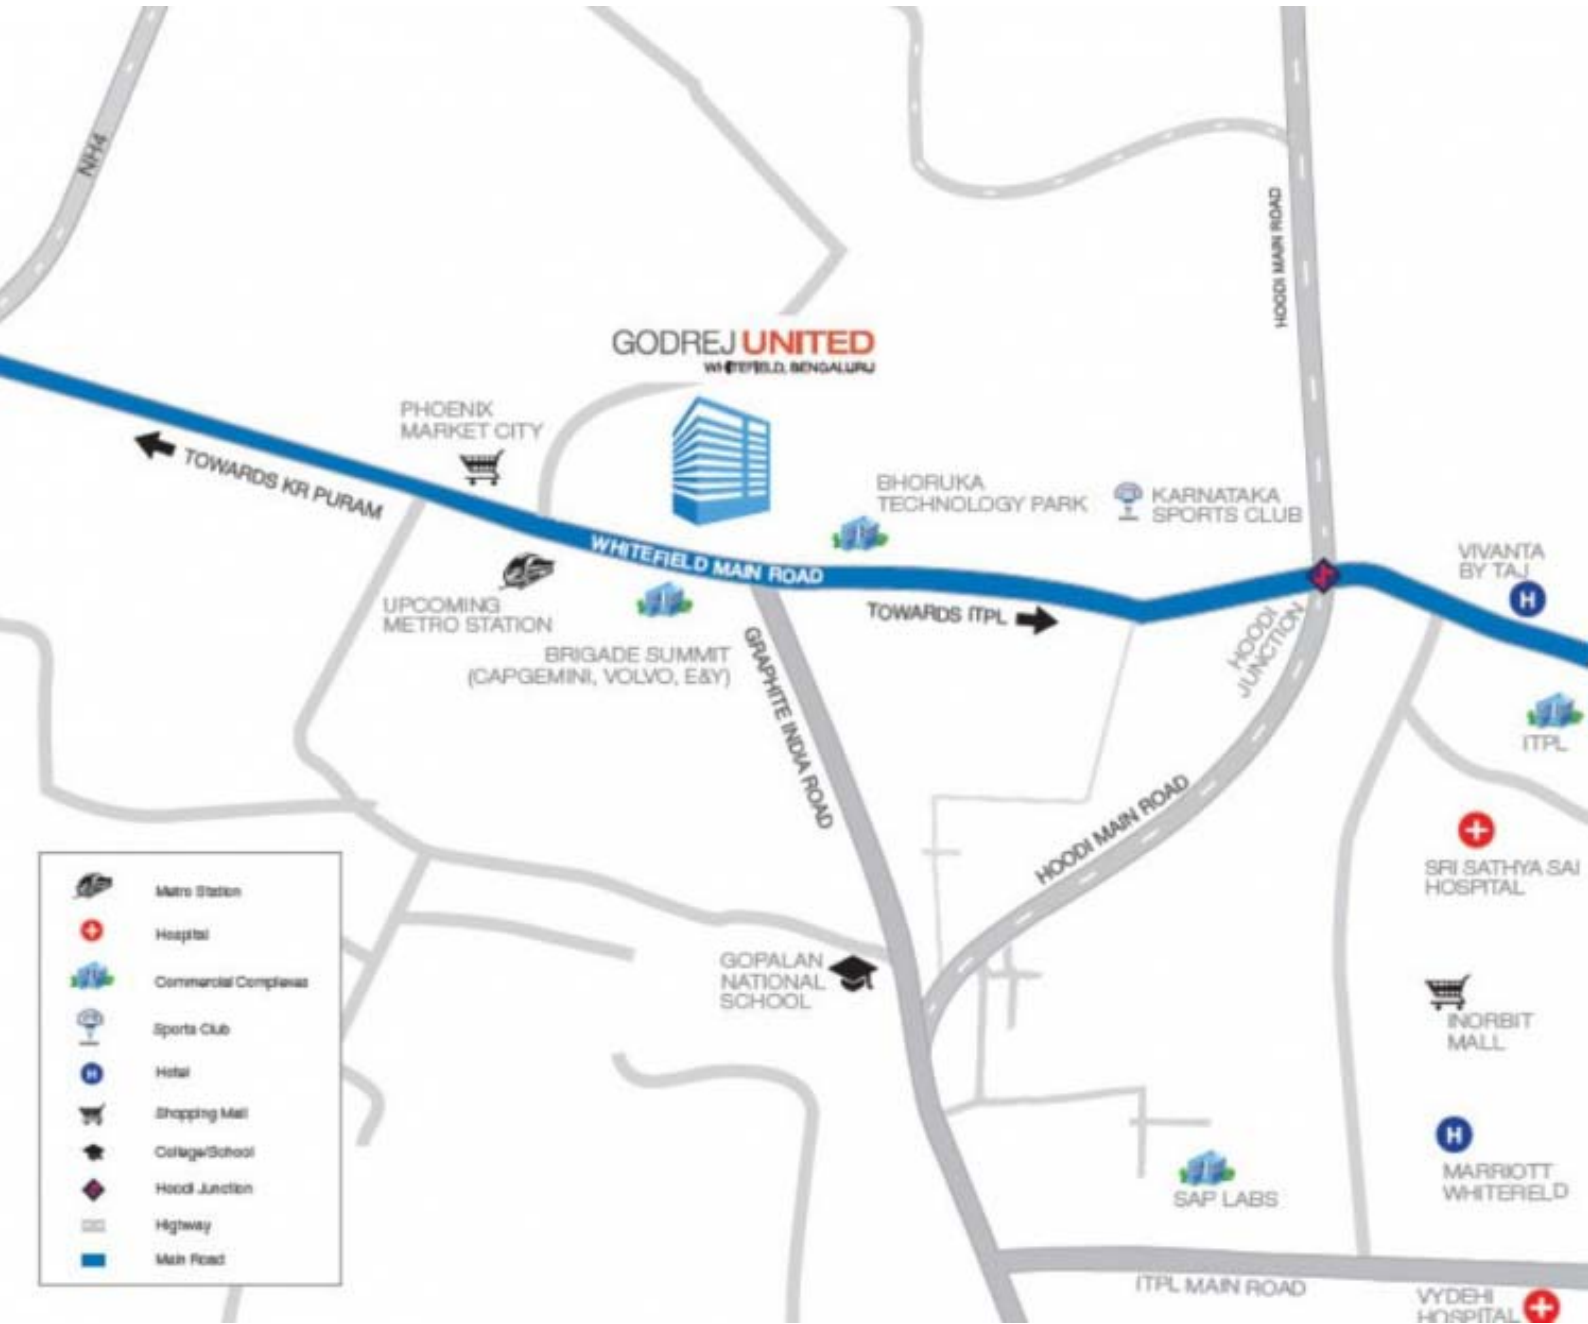 NH4
HOODI MAIN ROAD
GODREJ UNITED
WHITEFIELD, BENGALURU
PHOENIX
MARKET CITY
TOWARDS KR PURAM
BHORUKA
TECHNOLOGY PARK
KARNATAKA
SPORTS CLUB
VIVANTA
BY TAJ
H
WHITEFIELD MAIN ROAD
UPCOMING
METRO STATION
TOWARDS ITPL
BRIGADE SUMMIT
(CAPGEMINI, VOLVO, E&Y)
GRAPHITE INDIA ROAD
HOODI
JUNCTION
ITPL
HOODI MAIN ROAD
SRI SATHYA SAI
HOSPITAL
GOPALAN
NATIONAL
SCHOOL
INORBIT
MALL
H
MARRIOTT
WHITEFIELD
SAP LABS
ITPL MAIN ROAD
VYDEHI
HOSPITAL
Metro Station
Hospital
Commercial Complexes
Sports Club
H
Hotel
Shopping Mall
College/School
Hoodi Junction
Highway
Main Road